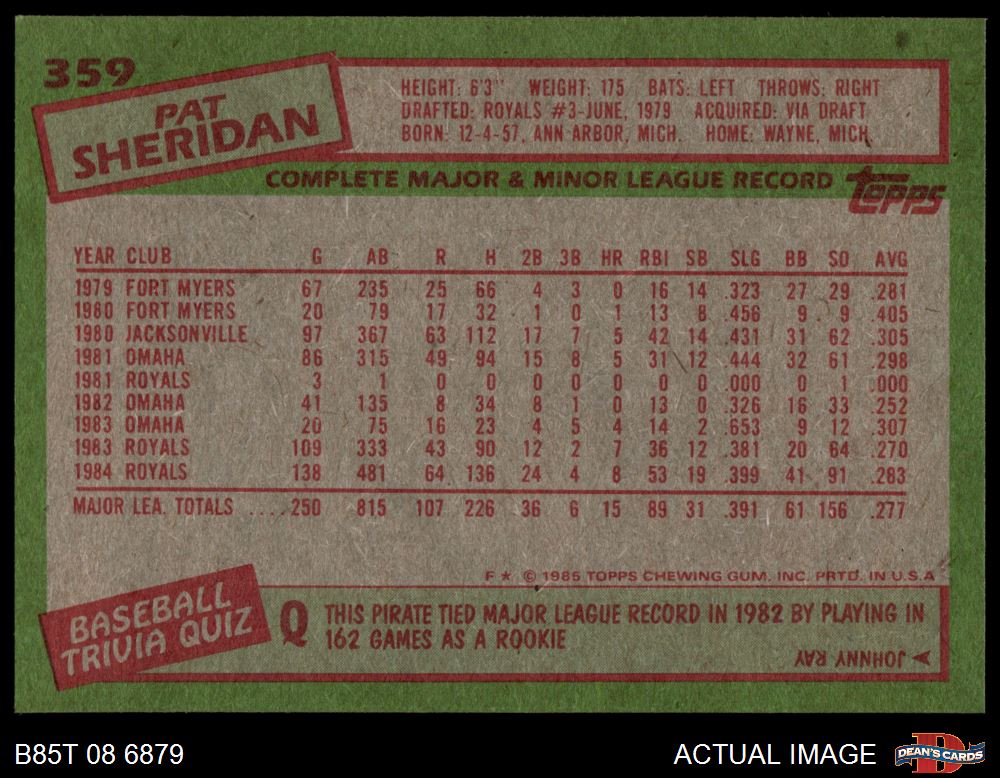 359
PAT
SHERIDAN
HEIGHT: 6'3" WEIGHT: 175 BATS: LEFT THROWS: RIGHT
DRAFTED: ROYALS #3-JUNE, 1979 ACQUIRED: VIA DRAFT
BORN: 12-4-57, ANN ARBOR, MICH. HOME: WAYNE, MICH.
COMPLETE MAJOR & MINOR LEAGUE RECORD
topps
YEAR CLUB G AB R H 2B 3B HR RBI SB SLG BB SO AVG
1979 FORT MYERS 67 235 25 66 4 3 0 16 14 .323 27 29 .281
1980 FORT MYERS 20 79 17 32 1 0 1 13 8 .456 9 9 .405
1980 JACKSONVILLE 97 367 63 112 17 7 5 42 14 .431 31 62 .305
1981 OMAHA 86 315 49 94 15 8 5 31 12 .444 32 61 .298
1981 ROYALS 3 1 0 0 0 0 0 0 0 .000 0 1 .000
1982 OMAHA 41 135 8 34 8 1 0 13 0 .326 16 33 .252
1983 OMAHA 20 75 16 23 4 5 4 14 2 .653 9 12 .307
1983 ROYALS 109 333 43 90 12 2 7 36 12 .381 20 64 .270
1984 ROYALS 138 481 64 136 24 4 8 53 19 .399 41 91 .283
MAJOR LEA. TOTALS ....250 815 107 226 36 6 15 89 31 .391 61 156 .277
F * © 1985 TOPPS CHEWING GUM, INC. PRTD. IN U.S.A
BASEBALL
TRIVIA QUIZ
Q THIS PIRATE TIED MAJOR LEAGUE RECORD IN 1982 BY PLAYING IN
162 GAMES AS A ROOKIE
JOHNNY RAY
B85T 08 6879
ACTUAL IMAGE
DEAN'S CARDS